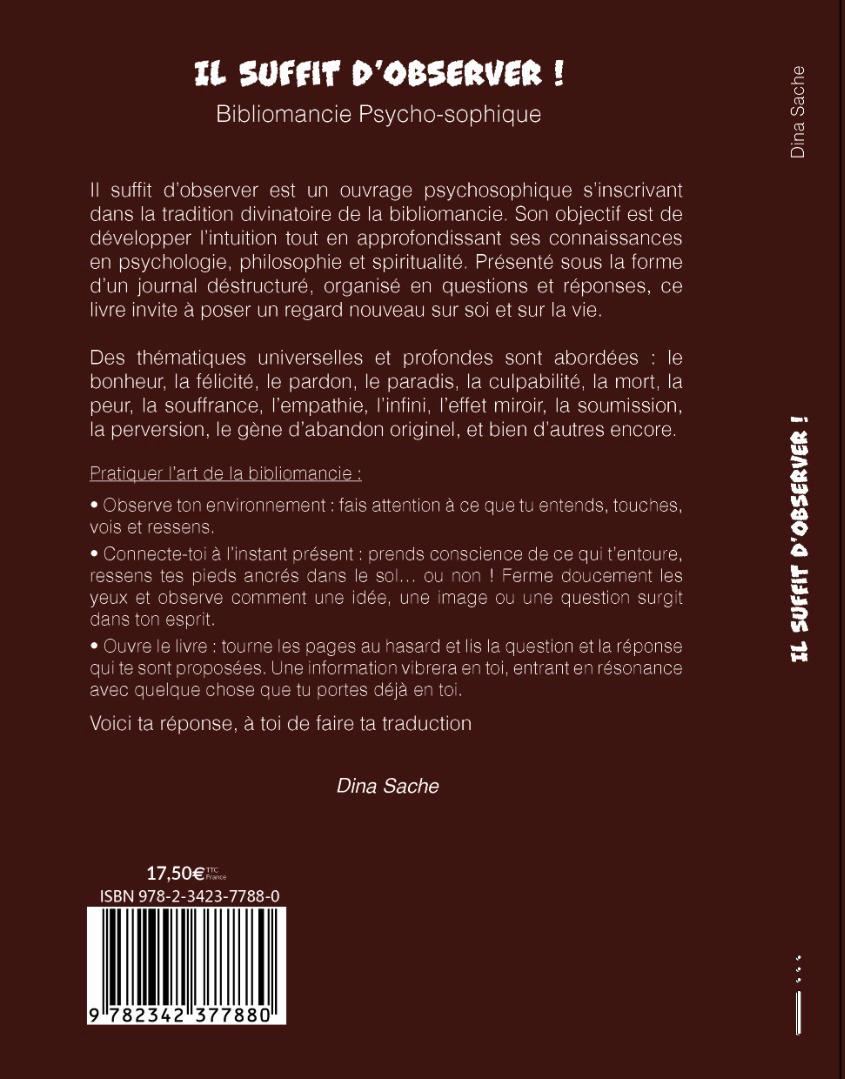 IL SUFFIT D'OBSERVER !
Bibliomancie Psycho-sophique
Il suffit d'observer est un ouvrage psychosophique s'inscrivant
dans la tradition divinatoire de la bibliomancie. Son objectif est de
développer l'intuition tout en approfondissant ses connaissances
en psychologie, philosophie et spiritualité. Présenté sous la forme
d'un journal déstructuré, organisé en questions et réponses, ce
livre invite à poser un regard nouveau sur soi et sur la vie.
Des thématiques universelles et profondes sont abordées : le
bonheur, la félicité, le pardon, le paradis, la culpabilité, la mort, la
peur, la souffrance, l'empathie, l'infini, l'effet miroir, la soumission,
la perversion, le gène d'abandon originel, et bien d'autres encore.
Pratiquer l'art de la bibliomancie :
• Observe ton environnement : fais attention à ce que tu entends, touches,
vois et ressens.
• Connecte-toi à l'instant présent : prends conscience de ce qui t'entoure,
ressens tes pieds ancrés dans le sol... ou non ! Ferme doucement les
yeux et observe comment une idée, une image ou une question surgit
dans ton esprit.
• Ouvre le livre : tourne les pages au hasard et lis la question et la réponse
qui te sont proposées. Une information vibrera en toi, entrant en résonance
avec quelque chose que tu portes déjà en toi.
Voici ta réponse, à toi de faire ta traduction
Dina Sache
17,50€ TTC France
ISBN 978-2-3423-7788-0
9 782342 377880
Dina Sache
IL SUFFIT D'OBSERVER !